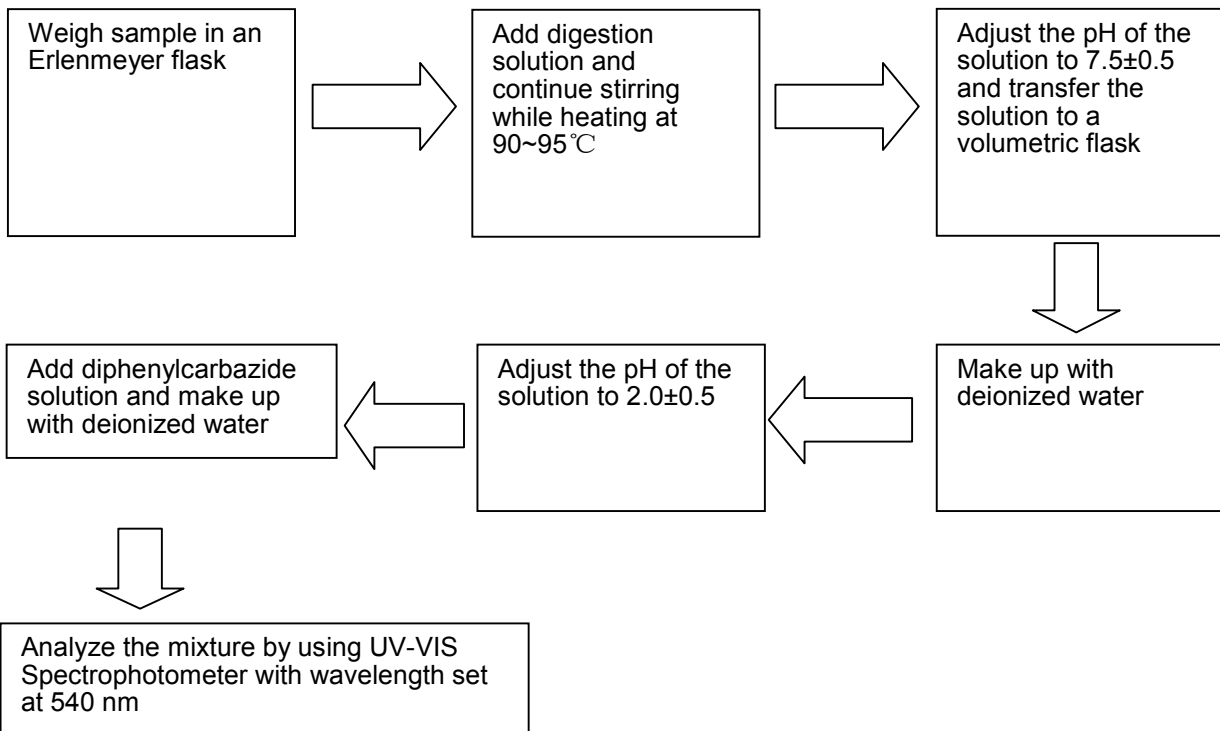 Weigh sample in an
Erlenmeyer flask
Add digestion
solution and
continue stirring
while heating at
90~95℃
Adjust the pH of the
solution to 7.5±0.5
and transfer the
solution to a
volumetric flask
Make up with
deionized water
Adjust the pH of the
solution to 2.0±0.5
Add diphenylcarbazide
solution and make up
with deionized water
Analyze the mixture by using UV-VIS
Spectrophotometer with wavelength set
at 540 nm